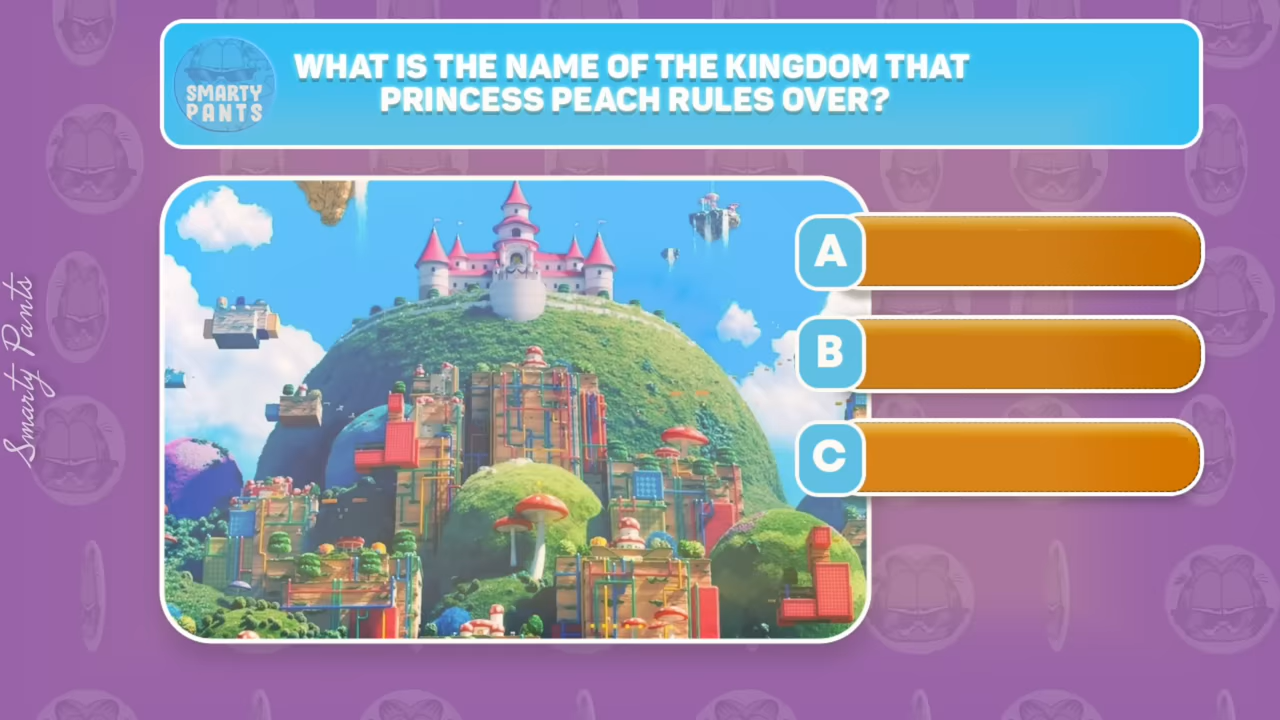 SMARTY
PANTS
WHAT IS THE NAME OF THE KINGDOM THAT
PRINCESS PEACH RULES OVER?
A
B
C
Smarty Pants